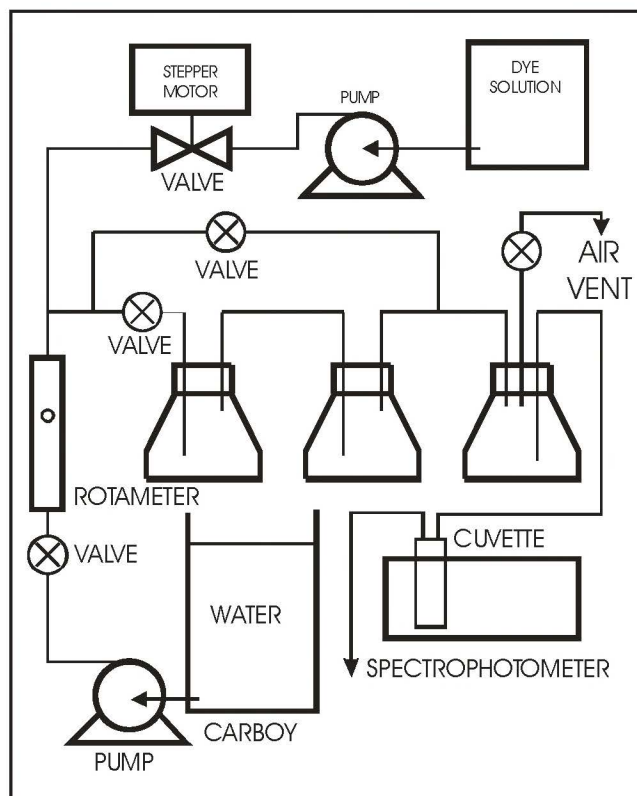 STEPPER
MOTOR
PUMP
DYE
SOLUTION
VALVE
VALVE
AIR
VENT
VALVE
ROTAMETER
VALVE
CUVETTE
WATER
SPECTROPHOTOMETER
CARBOY
PUMP